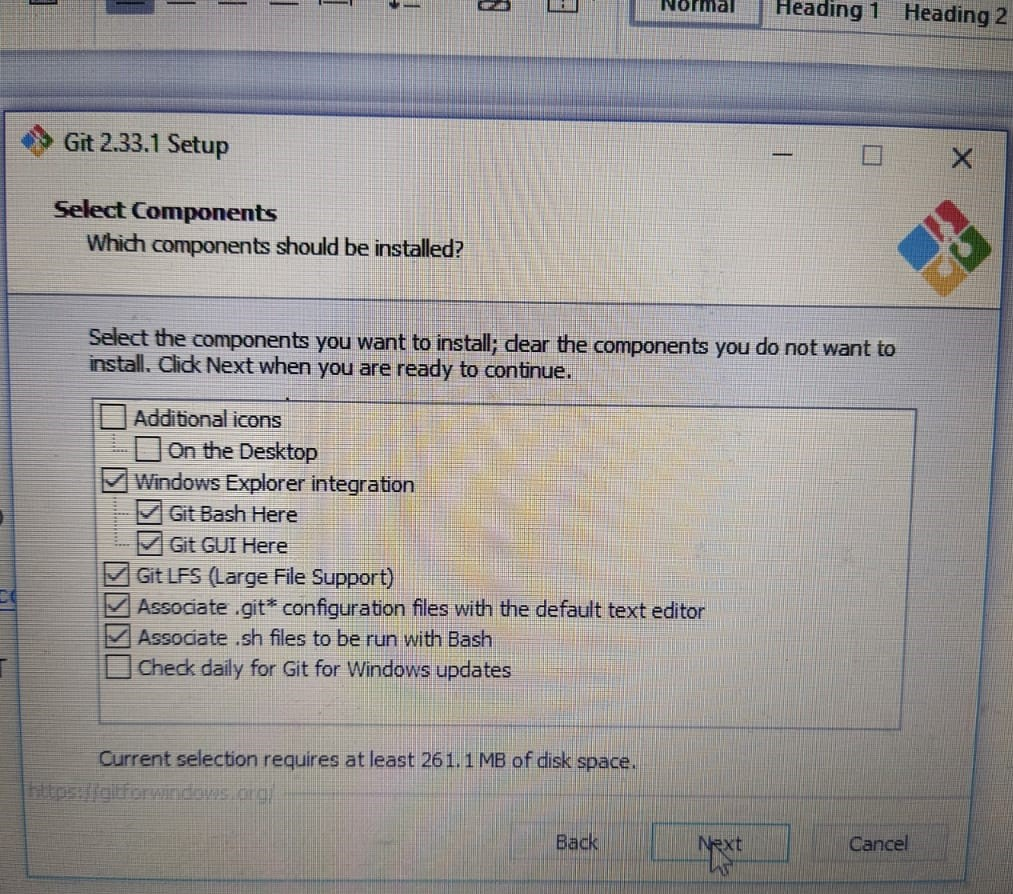 Normal
Heading 1
Heading 2
Git 2.33.1 Setup
Select Components
Which components should be installed?
Select the components you want to install; clear the components you do not want to
install. Click Next when you are ready to continue.
Additional icons
On the Desktop
Windows Explorer integration
Git Bash Here
Git GUI Here
Git LFS (Large File Support)
Associate .git* configuration files with the default text editor
Associate .sh files to be run with Bash
Check daily for Git for Windows updates
Current selection requires at least 261.1 MB of disk space.
https://gitforwindows.org/
Back
Next
Cancel